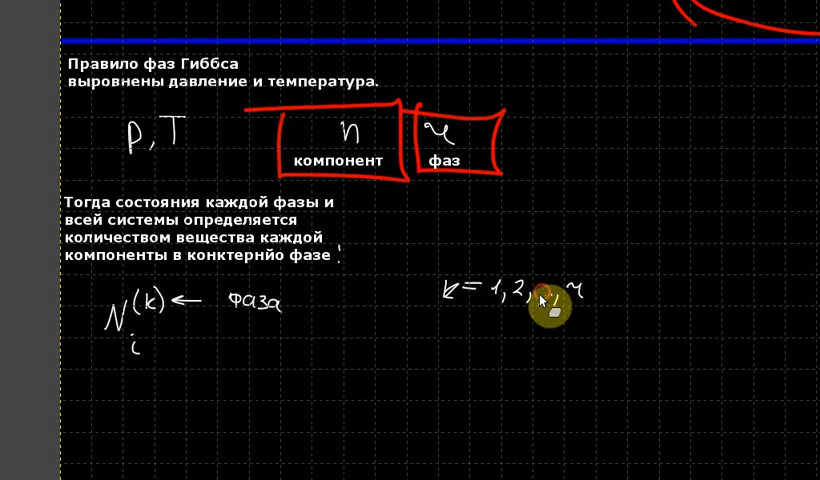 Правило фаз Гиббса
выровнены давление и температура.
P, T n r
компонент фаз
Тогда состояния каждой фазы и
всей системы определяется
количеством вещества каждой
компоненты в конктернйо фазе !
N i (k) ← фаза k = 1, 2, , r